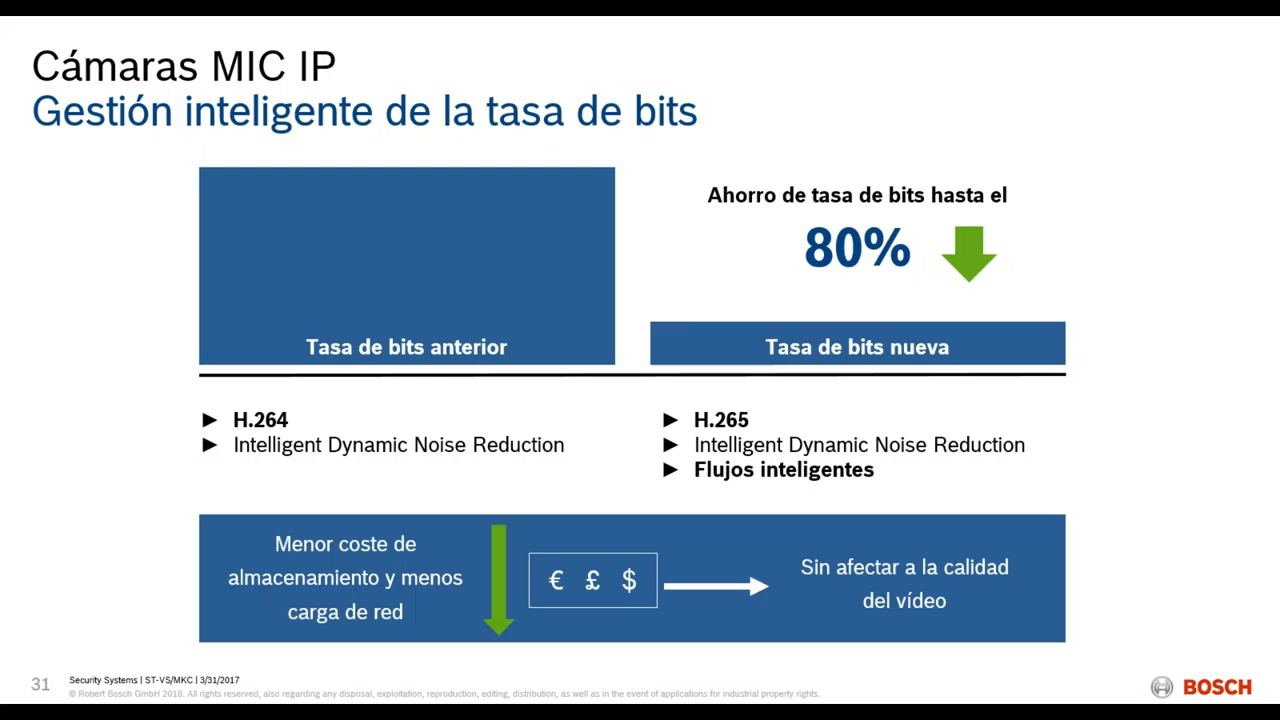 Cámaras MIC IP
Gestión inteligente de la tasa de bits
Ahorro de tasa de bits hasta el
80%
Tasa de bits anterior
Tasa de bits nueva
► H.264
► Intelligent Dynamic Noise Reduction
► H.265
► Intelligent Dynamic Noise Reduction
► Flujos inteligentes
Menor coste de
almacenamiento y menos
carga de red
€ £ $
Sin afectar a la calidad
del vídeo
31
Security Systems | ST-VS/MKC | 3/31/2017
© Robert Bosch GmbH 2018. All rights reserved, also regarding any disposal, exploitation, reproduction, editing, distribution, as well as in the event of applications for industrial property rights.
BOSCH